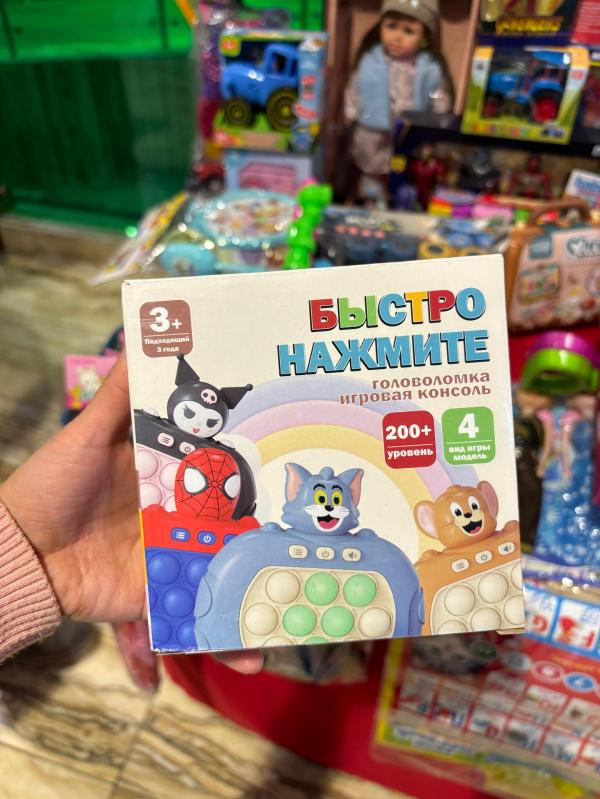 3+
Подходящий
3 года
БЫСТРО
НАЖМИТЕ
ГОЛОВОЛОМКА
ИГРОВАЯ КОНСОЛЬ
200+
уровень
4
вид игры
модель